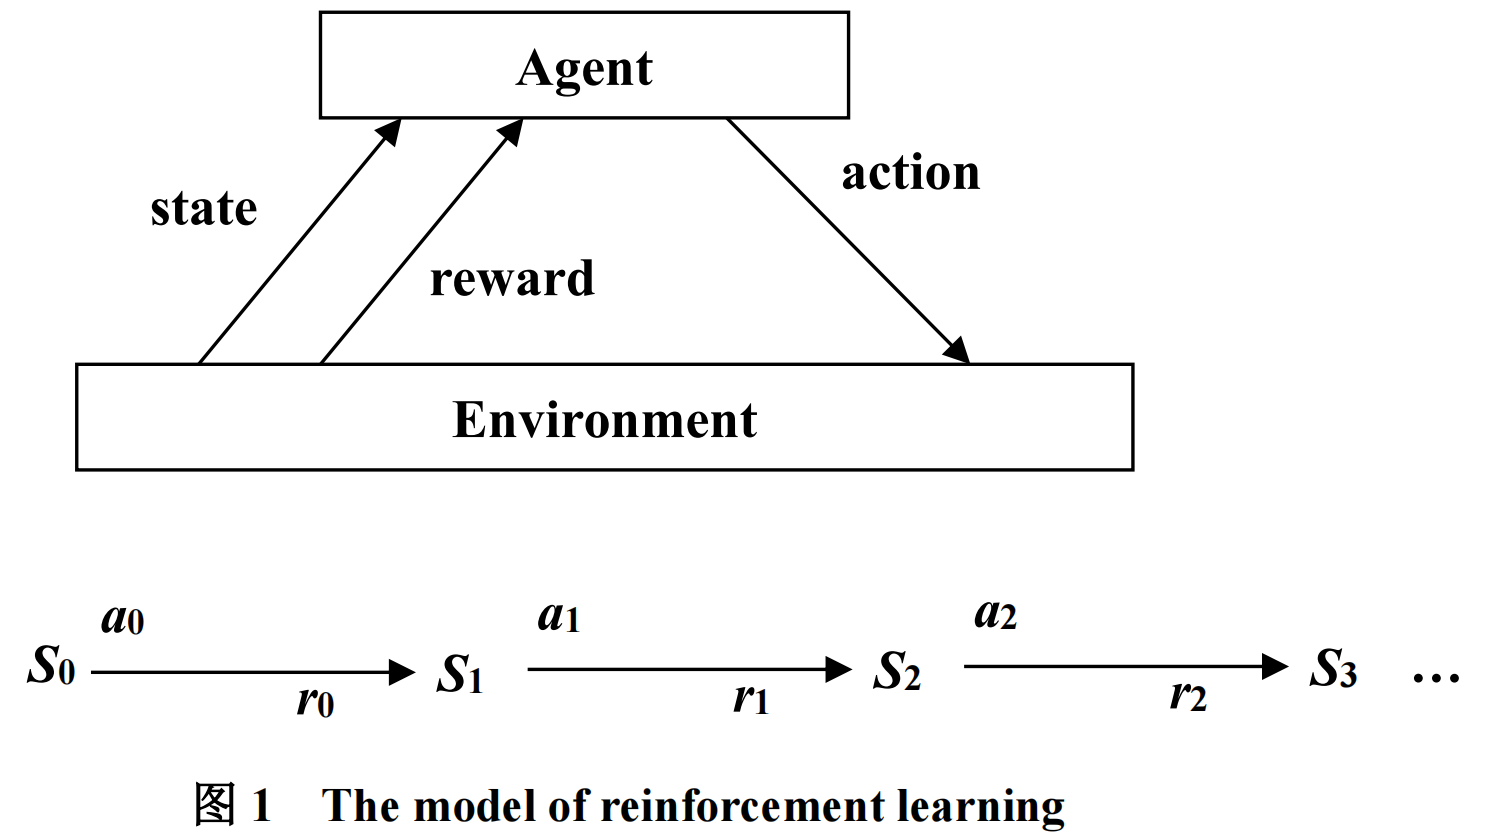 Agent
state
action
reward
Environment
a0 a1 a2
S0 S1 S2 S3 …
r0 r1 r2
图 1 The model of reinforcement learning